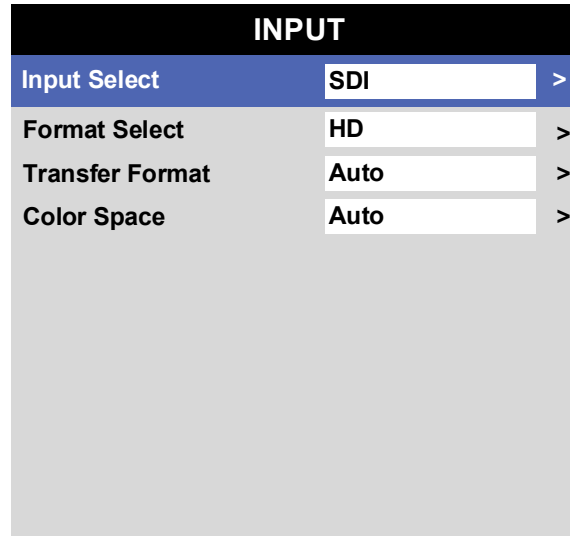 INPUT
Input Select SDI >
Format Select HD >
Transfer Format Auto >
Color Space Auto >